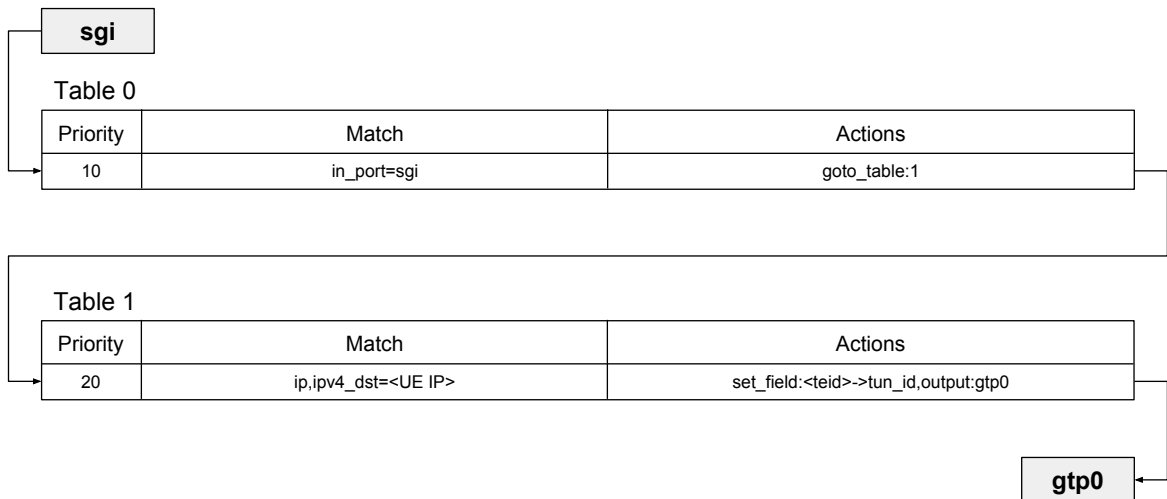 sgi
Table 0
Priority Match Actions
10 in_port=sgi goto_table:1
Table 1
Priority Match Actions
20 ip,ipv4_dst=<UE IP> set_field:<teid>->tun_id,output:gtp0
gtp0